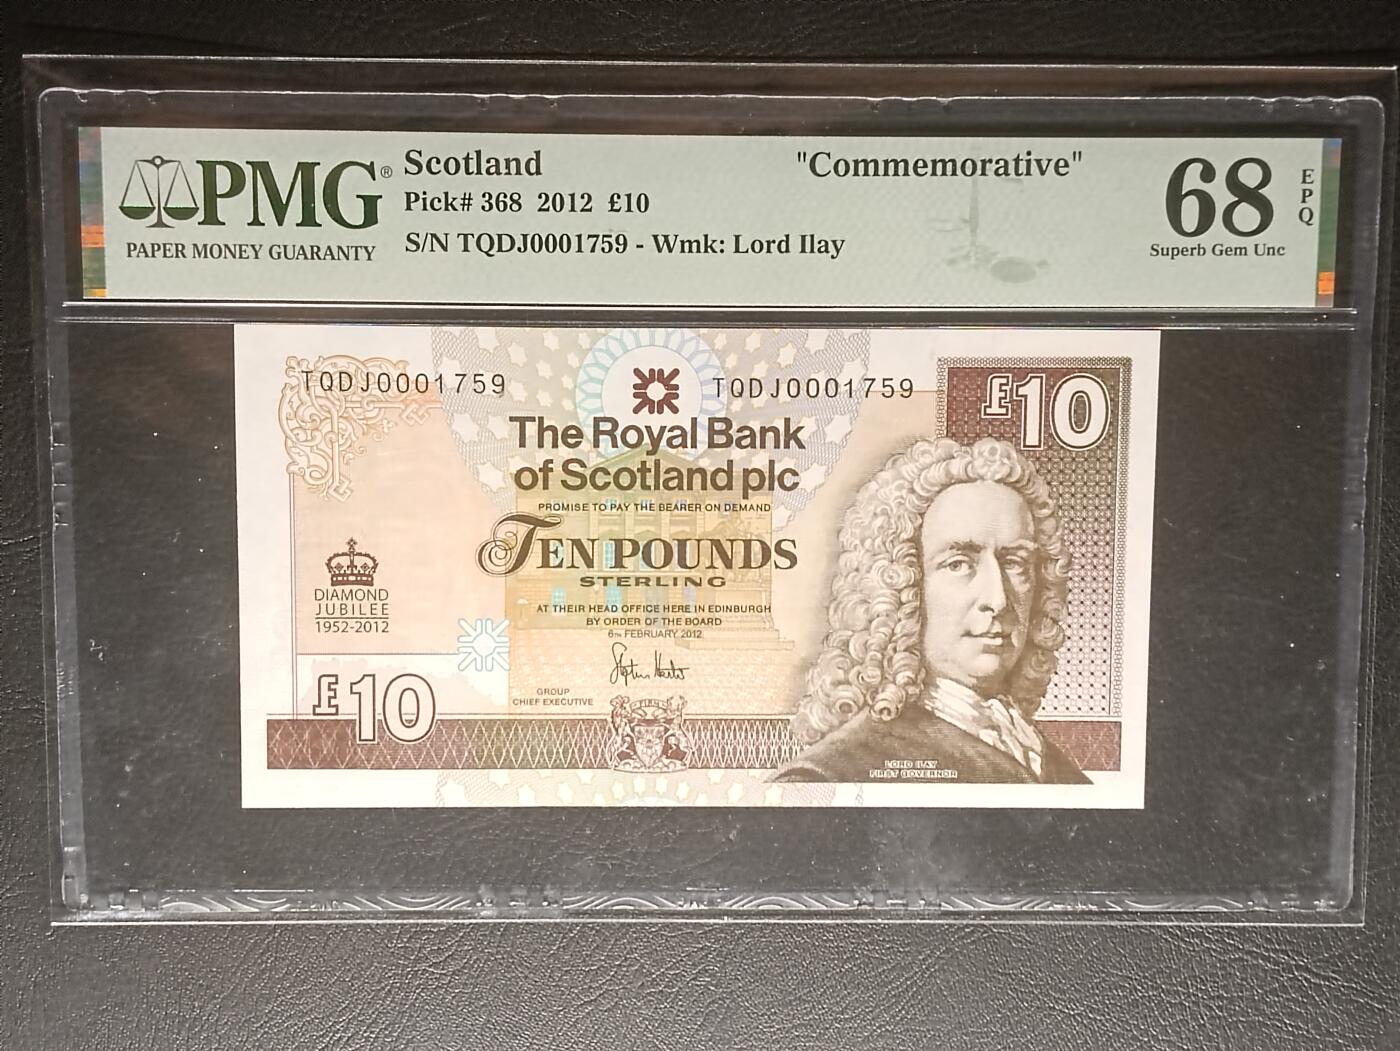 PMG®
PAPER MONEY GUARANTY
Scotland
Pick# 368 2012 £10
S/N TQDJ0001759 - Wmk: Lord Ilay
"Commemorative"
68
EPQ
Superb Gem Unc
TQDJ0001759
TQDJ0001759
£10
The Royal Bank
of Scotland plc
PROMISE TO PAY THE BEARER ON DEMAND
TEN POUNDS
STERLING
AT THEIR HEAD OFFICE HERE IN EDINBURGH
BY ORDER OF THE BOARD
6TH FEBRUARY 2012
DIAMOND
JUBILEE
1952-2012
£10
GROUP
CHIEF EXECUTIVE
LORD ILAY
FIRST GOVERNOR